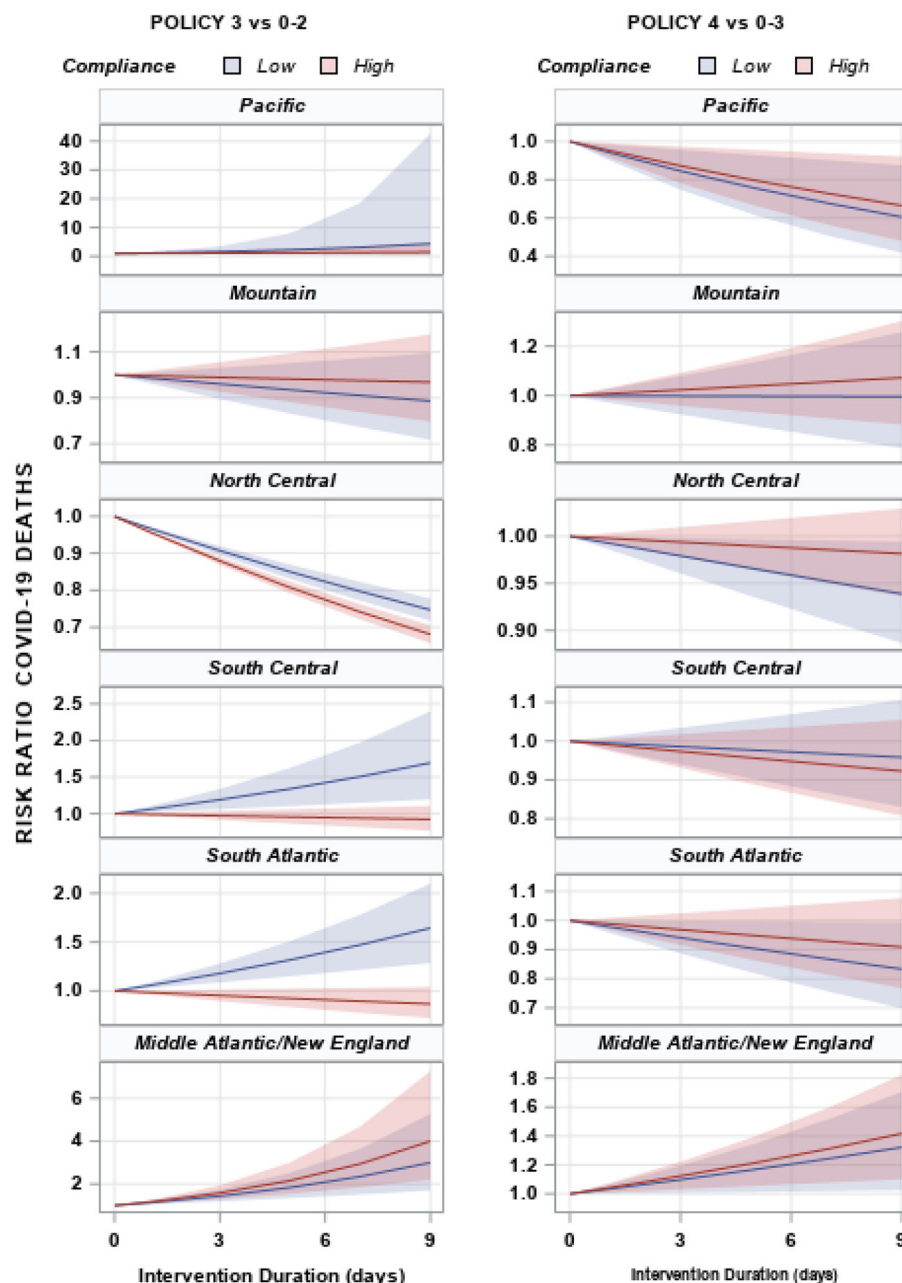 POLICY 3 vs 0-2
Compliance Low High
Pacific
40
30
20
10
0
Mountain
1.1
0.9
0.7
North Central
1.0
0.9
0.8
0.7
South Central
2.5
2.0
1.5
1.0
South Atlantic
2.0
1.5
1.0
Middle Atlantic/New England
6
4
2
0 3 6 9
Intervention Duration (days)
RISK RATIO COVID-19 DEATHS
POLICY 4 vs 0-3
Compliance Low High
Pacific
1.0
0.8
0.6
0.4
Mountain
1.2
1.0
0.8
North Central
1.00
0.95
0.90
South Central
1.1
1.0
0.9
0.8
South Atlantic
1.1
1.0
0.9
0.8
0.7
Middle Atlantic/New England
1.8
1.6
1.4
1.2
1.0
0 3 6 9
Intervention Duration (days)